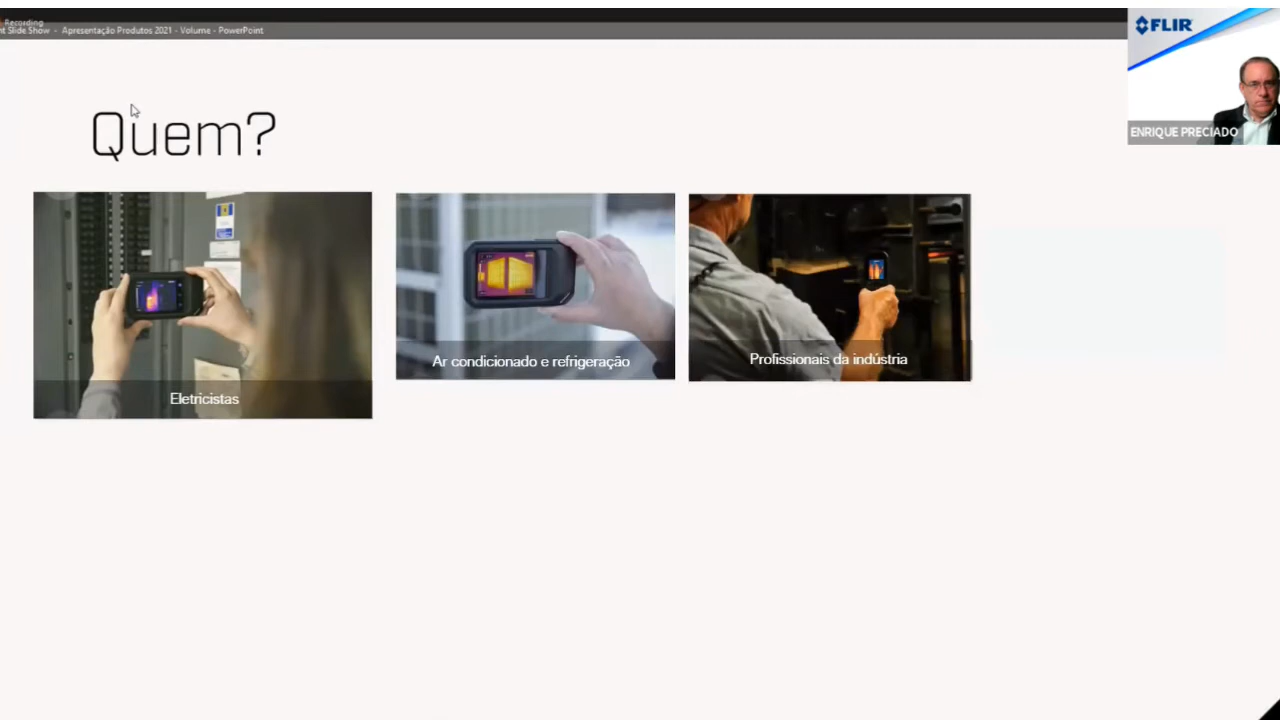 Recording
nt Slide Show - Apresentação Produtos 2021 - Volume - PowerPoint
FLIR
ENRIQUE PRECIADO
Quem?
Eletricistas
Ar condicionado e refrigeração
Profissionais da indústria